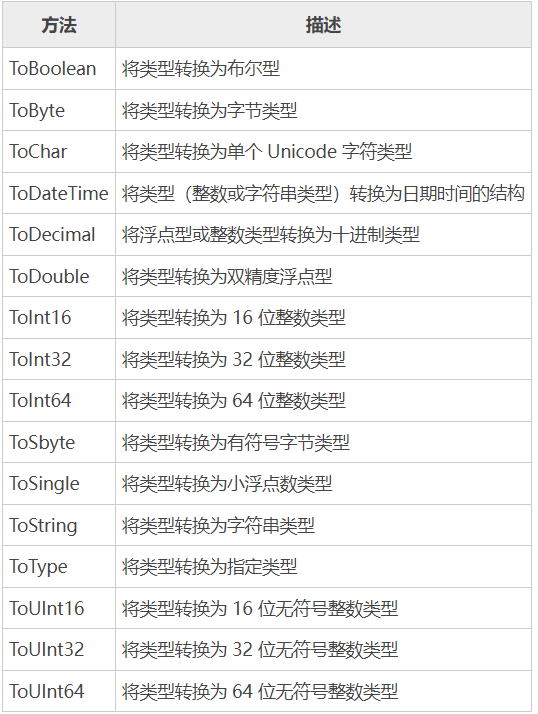 方法 描述
ToBoolean 将类型转换为布尔型
ToByte 将类型转换为字节类型
ToChar 将类型转换为单个 Unicode 字符类型
ToDateTime 将类型（整数或字符串类型）转换为日期时间的结构
ToDecimal 将浮点型或整数类型转换为十进制类型
ToDouble 将类型转换为双精度浮点型
ToInt16 将类型转换为 16 位整数类型
ToInt32 将类型转换为 32 位整数类型
ToInt64 将类型转换为 64 位整数类型
ToSbyte 将类型转换为有符号字节类型
ToSingle 将类型转换为小浮点数类型
ToString 将类型转换为字符串类型
ToType 将类型转换为指定类型
ToUInt16 将类型转换为 16 位无符号整数类型
ToUInt32 将类型转换为 32 位无符号整数类型
ToUInt64 将类型转换为 64 位无符号整数类型